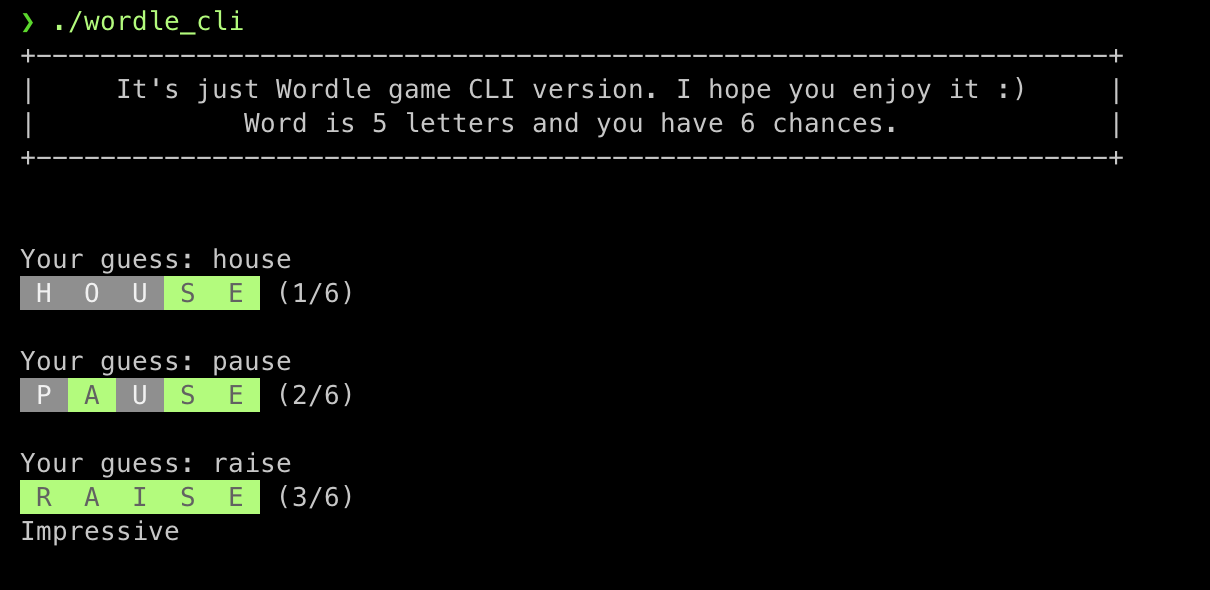 ❯ ./wordle_cli
+--------------------------------------------------------------------+
|     It's just Wordle game CLI version. I hope you enjoy it :)     |
|             Word is 5 letters and you have 6 chances.             |
+--------------------------------------------------------------------+
Your guess: house
H O U S E (1/6)
Your guess: pause
P A U S E (2/6)
Your guess: raise
R A I S E (3/6)
Impressive